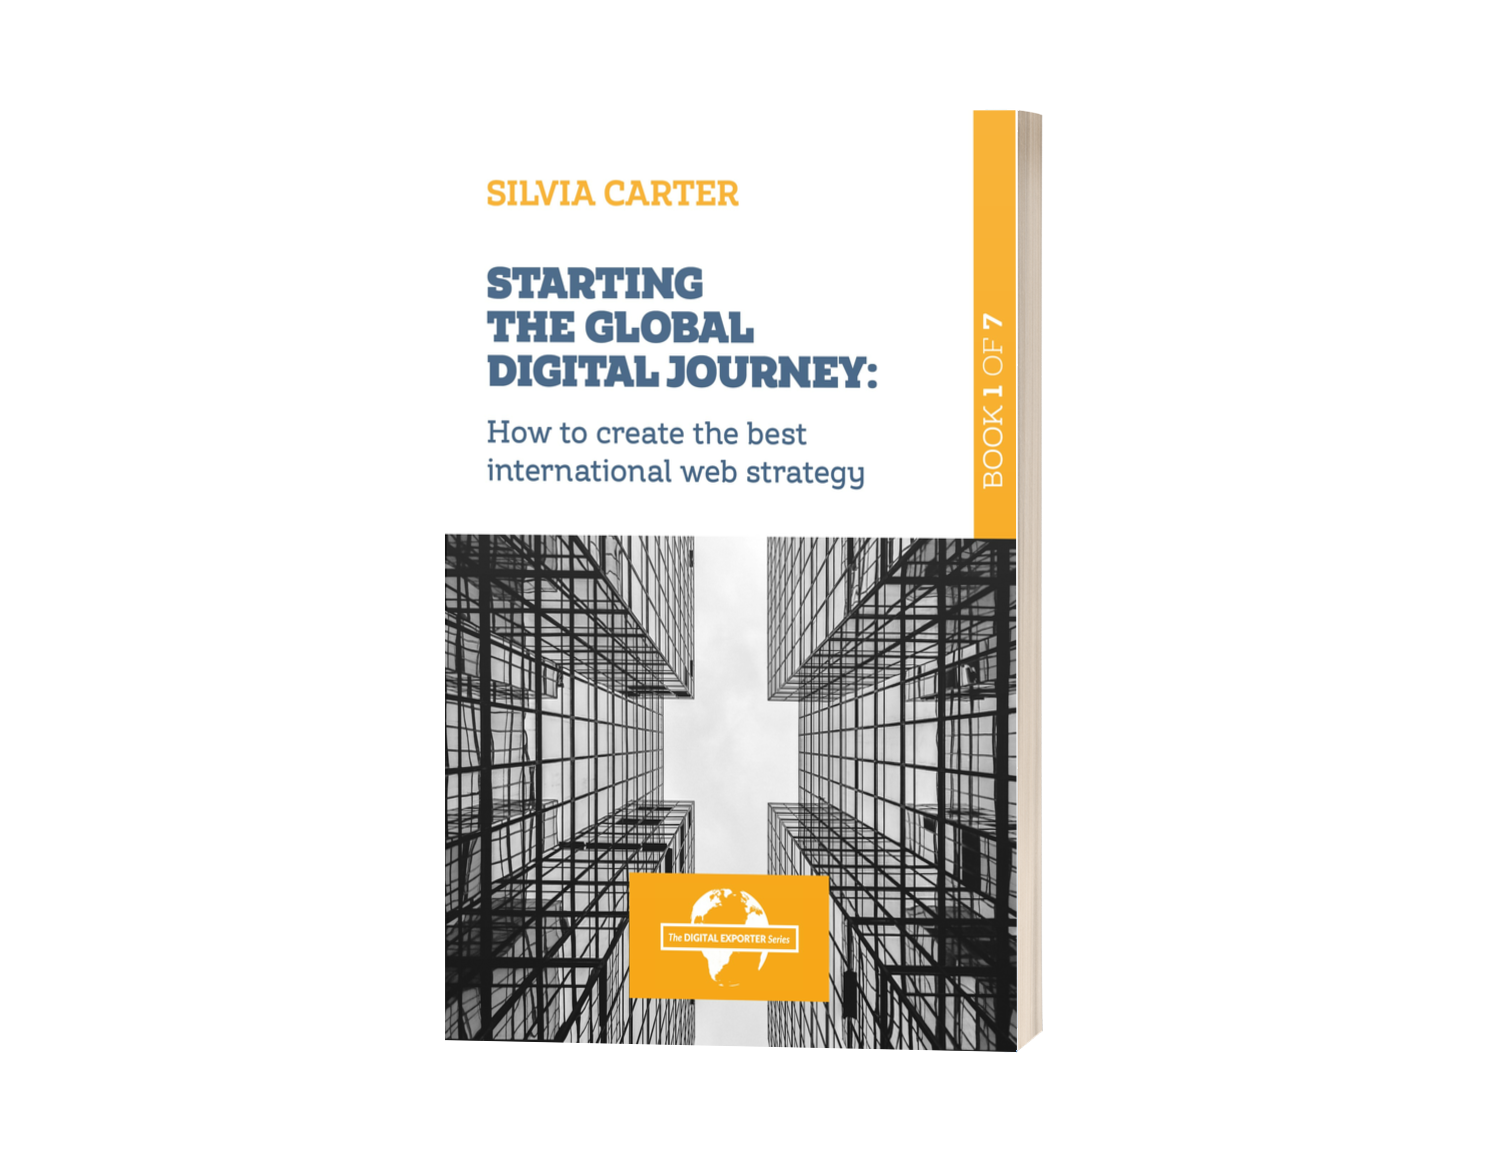 SILVIA CARTER
STARTING
THE GLOBAL
DIGITAL JOURNEY:
How to create the best
international web strategy
BOOK 1 OF 7
The DIGITAL EXPORTER Series